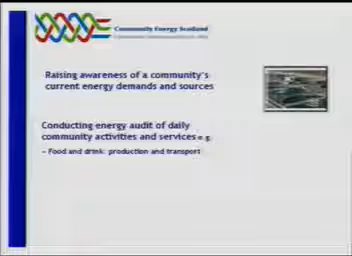 Community Energy Scotland
Raising awareness of a community's
current energy demands and sources
Conducting energy audit of daily
community activities and services e.g.
– Food and drink: production and transport